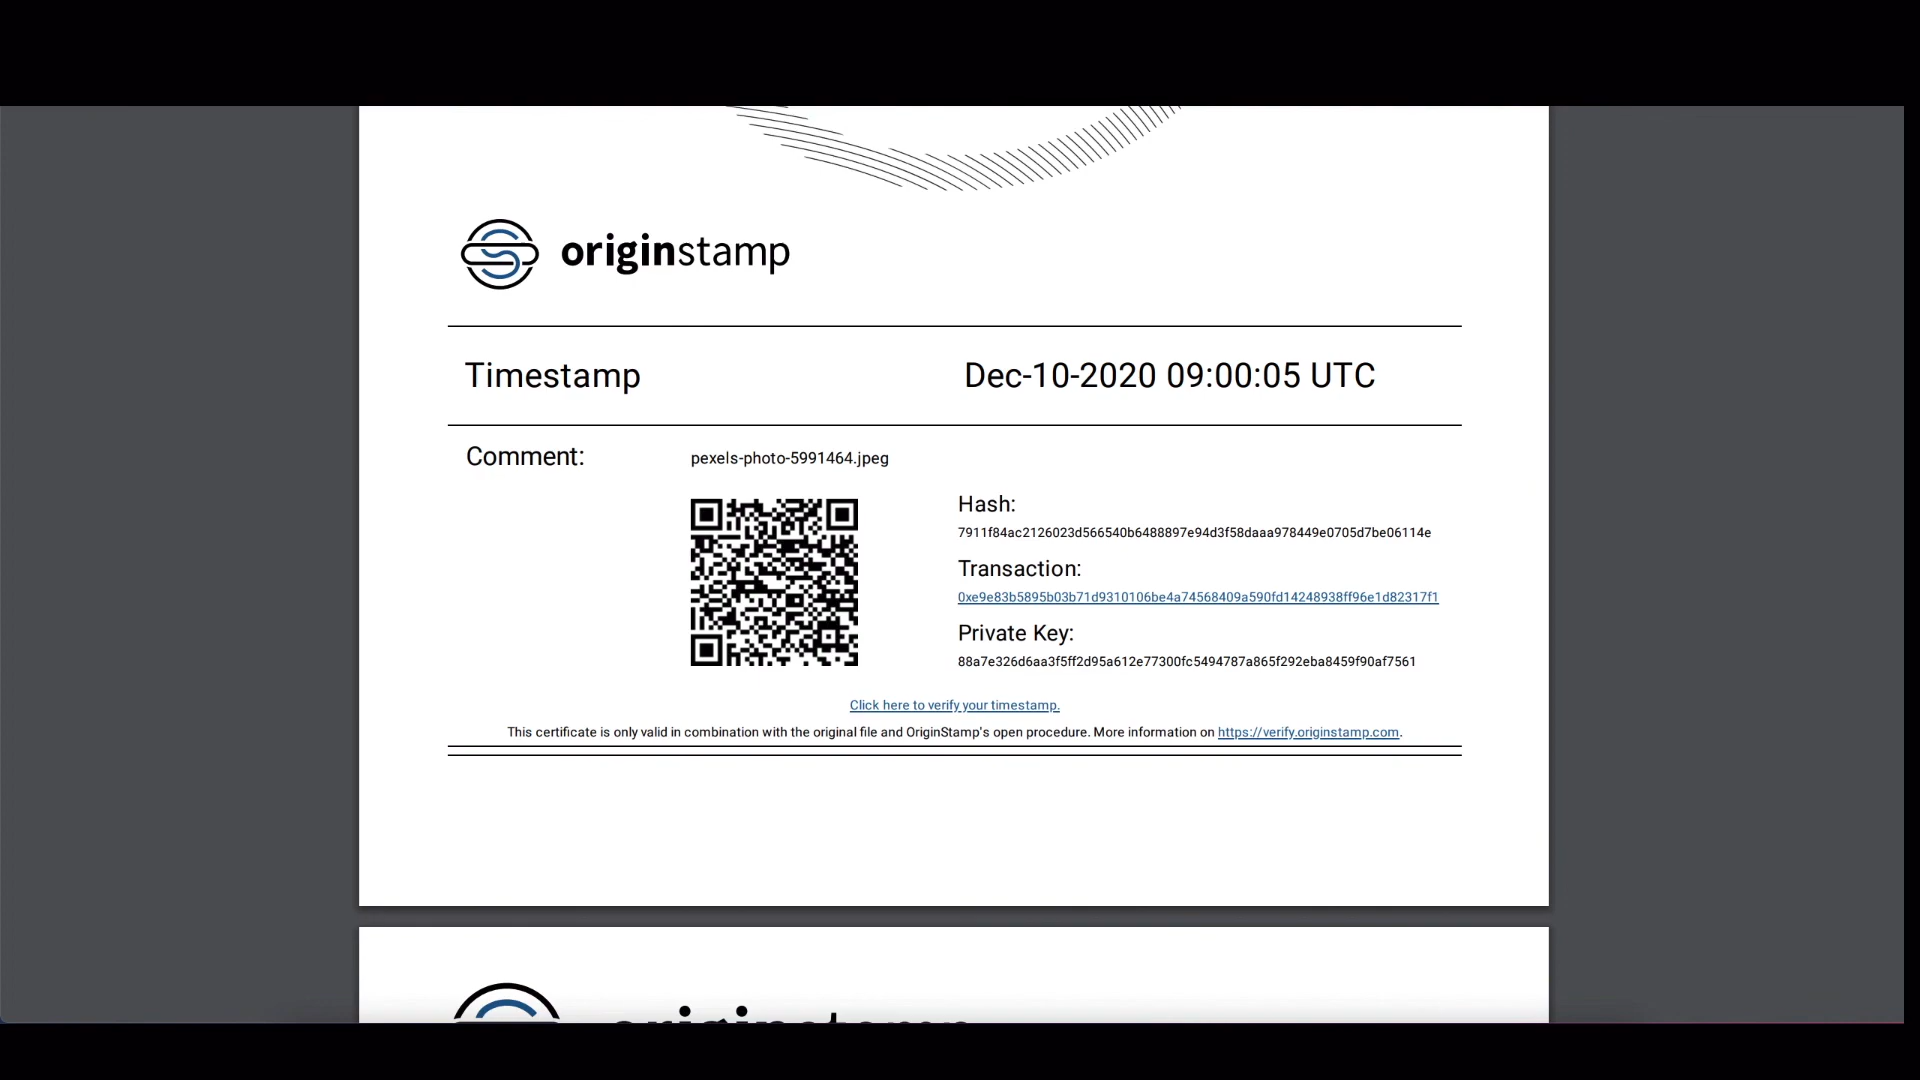 originstamp
Timestamp
Dec-10-2020 09:00:05 UTC
Comment:
pexels-photo-5991464.jpeg
Hash:
7911f84ac2126023d566540b6488897e94d3f58daaa978449e0705d7be06114e
Transaction:
0xe9e83b5895b03b71d9310106be4a74568409a590fd14248938ff96e1d82317f1
Private Key:
88a7e326d6aa3f5ff2d95a612e77300fc5494787a865f292eba8459f90af7561
Click here to verify your timestamp.
This certificate is only valid in combination with the original file and OriginStamp's open procedure. More information on https://verify.originstamp.com.
originstamp